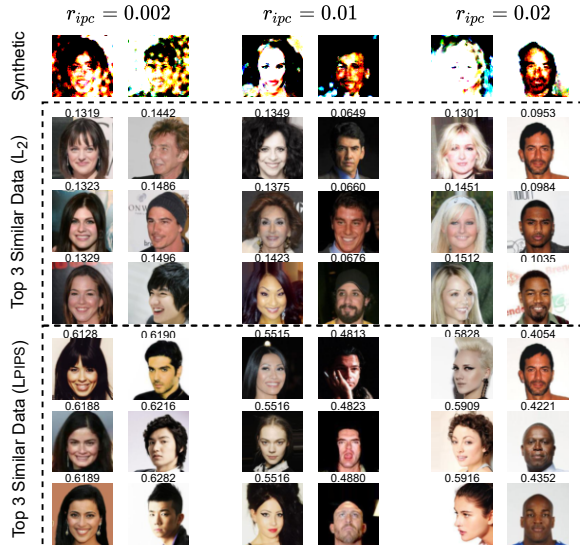 r_ipc = 0.002 r_ipc = 0.01 r_ipc = 0.02
Synthetic
Top 3 Similar Data (L₂)
0.1319 0.1442 0.1349 0.0649 0.1301 0.0953
0.1323 0.1486 0.1375 0.0660 0.1451 0.0984
0.1329 0.1496 0.1423 0.0676 0.1512 0.1035
Top 3 Similar Data (LPIPS)
0.6128 0.6190 0.5515 0.4813 0.5828 0.4054
0.6188 0.6216 0.5516 0.4823 0.5909 0.4221
0.6189 0.6282 0.5516 0.4880 0.5916 0.4352